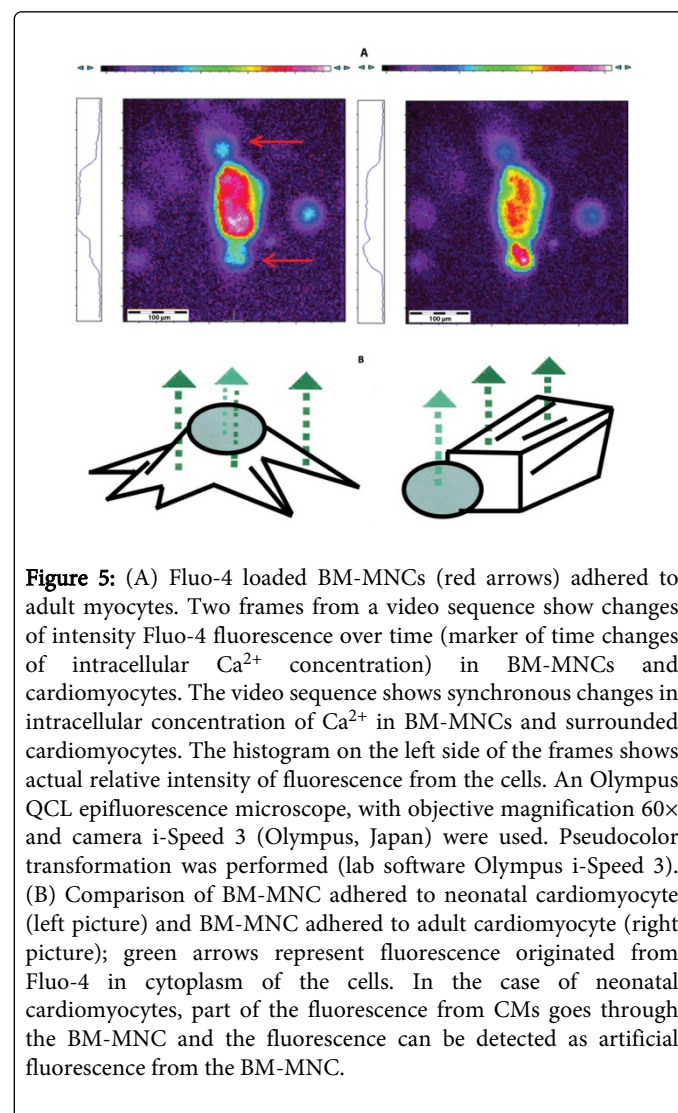 A
100 µm
100 µm
B
Figure 5: (A) Fluo-4 loaded BM-MNCs (red arrows) adhered to
adult myocytes. Two frames from a video sequence show changes
of intensity Fluo-4 fluorescence over time (marker of time changes
of intracellular Ca²⁺ concentration) in BM-MNCs and
cardiomyocytes. The video sequence shows synchronous changes in
intracellular concentration of Ca²⁺ in BM-MNCs and surrounded
cardiomyocytes. The histogram on the left side of the frames shows
actual relative intensity of fluorescence from the cells. An Olympus
QCL epifluorescence microscope, with objective magnification 60×
and camera i-Speed 3 (Olympus, Japan) were used. Pseudocolor
transformation was performed (lab software Olympus i-Speed 3).
(B) Comparison of BM-MNC adhered to neonatal cardiomyocyte
(left picture) and BM-MNC adhered to adult cardiomyocyte (right
picture); green arrows represent fluorescence originated from
Fluo-4 in cytoplasm of the cells. In the case of neonatal
cardiomyocytes, part of the fluorescence from CMs goes through
the BM-MNC and the fluorescence can be detected as artificial
fluorescence from the BM-MNC.